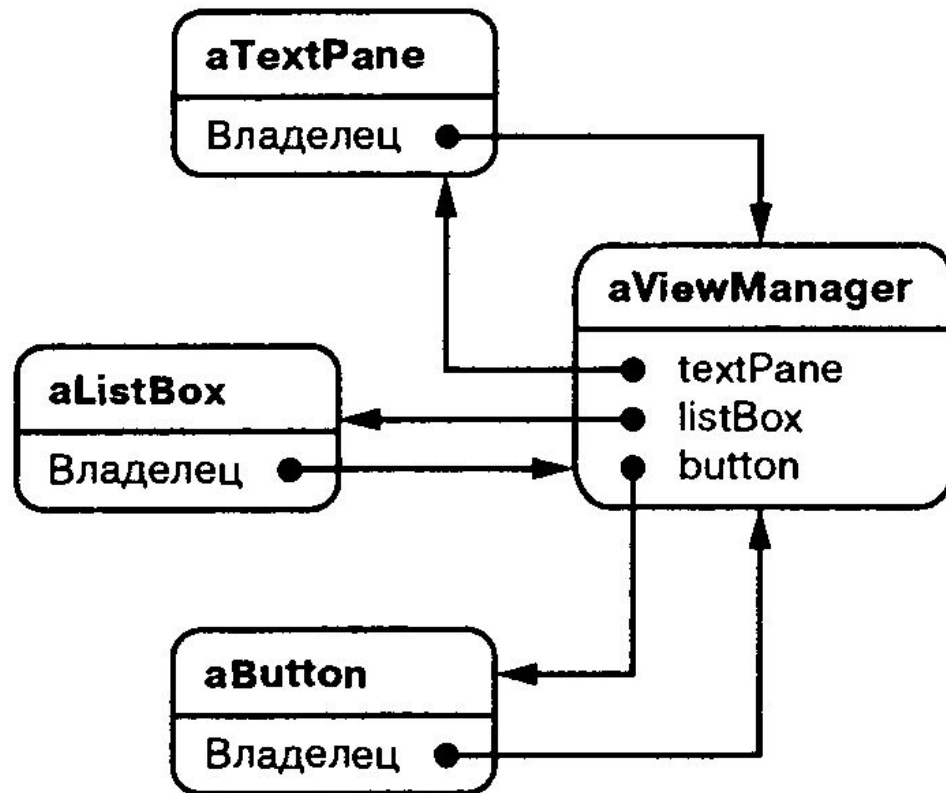 aTextPane
Владелец
aViewManager
textPane
listBox
button
aListBox
Владелец
aButton
Владелец